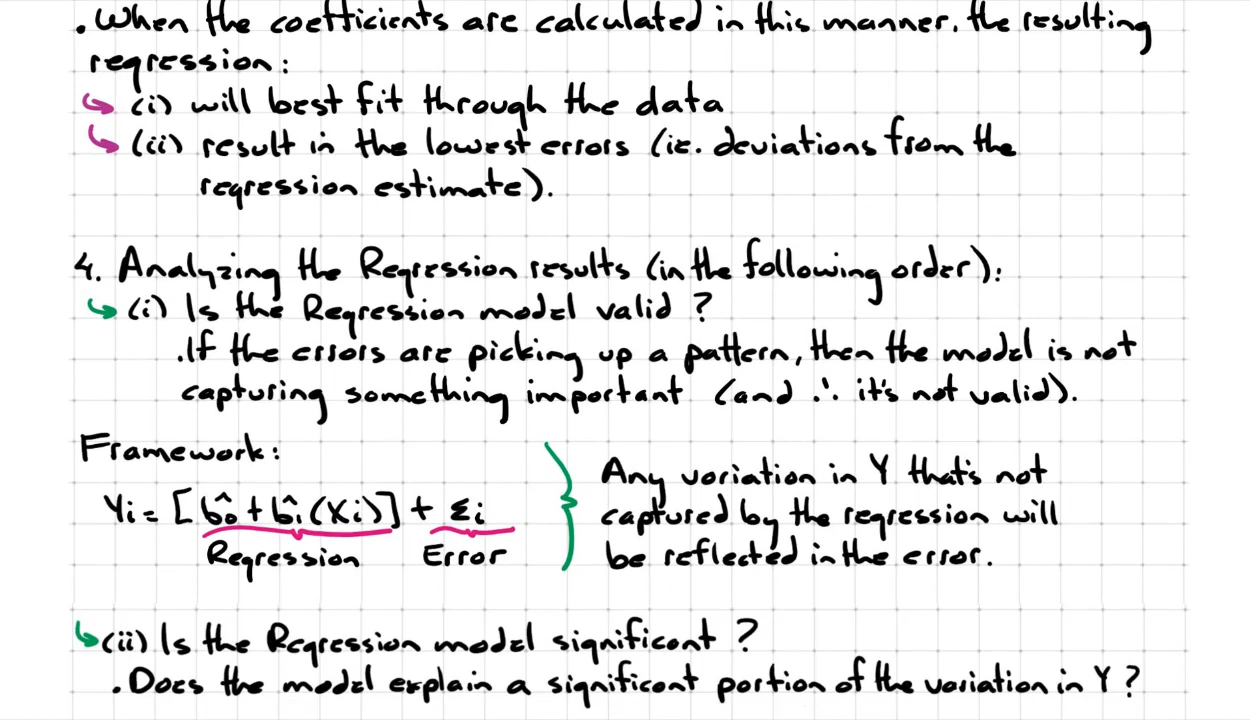 . When the coefficients are calculated in this manner, the resulting
regression:
↳ (i) will best fit through the data
↳ (ii) result in the lowest errors (ie. deviations from the
regression estimate).
4. Analyzing the Regression results (in the following order):
↳ (i) Is the Regression model valid ?
. If the errors are picking up a pattern, then the model is not
capturing something important (and ∴ it's not valid).
Framework:
Yi = [b̂₀ + b̂ᵢ(Xi)] + Σi
Regression Error
Any variation in Y that's not
captured by the regression will
be reflected in the error.
↳ (ii) Is the Regression model significant ?
. Does the model explain a significant portion of the variation in Y ?